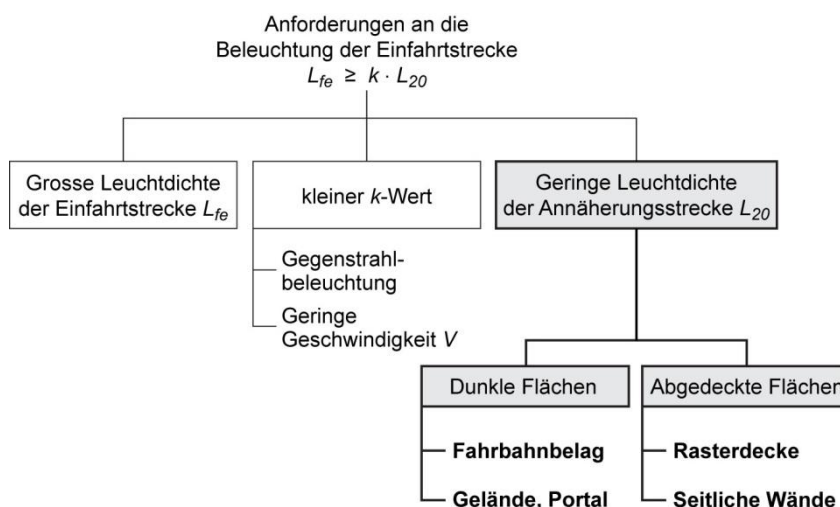 Anforderungen an die
Beleuchtung der Einfahrtstrecke
L_fe ≥ k · L_20
Grosse Leuchtdichte
der Einfahrtstrecke L_fe
kleiner k-Wert
Geringe Leuchtdichte
der Annäherungsstrecke L_20
Gegenstrahl-
beleuchtung
Geringe
Geschwindigkeit V
Dunkle Flächen
Abgedeckte Flächen
Fahrbahnbelag
Rasterdecke
Gelände, Portal
Seitliche Wände